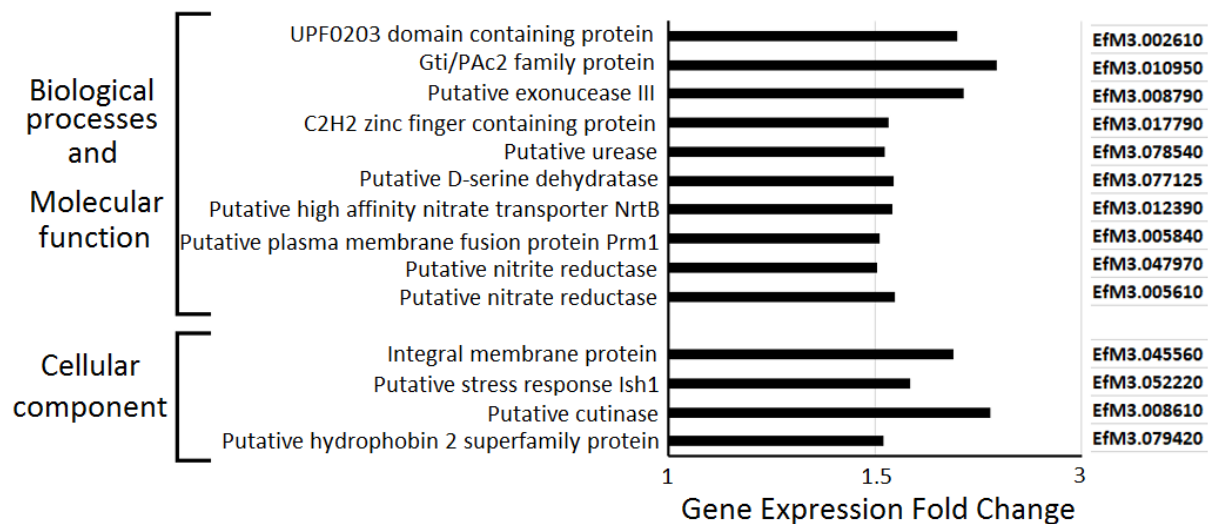 UPF0203 domain containing protein EfM3.002610
Gti/PAc2 family protein EfM3.010950
Putative exonucease III EfM3.008790
C2H2 zinc finger containing protein EfM3.017790
Putative urease EfM3.078540
Putative D-serine dehydratase EfM3.077125
Putative high affinity nitrate transporter NrtB EfM3.012390
Putative plasma membrane fusion protein Prm1 EfM3.005840
Putative nitrite reductase EfM3.047970
Putative nitrate reductase EfM3.005610
Biological
processes
and
Molecular
function
Integral membrane protein EfM3.045560
Putative stress response Ish1 EfM3.052220
Putative cutinase EfM3.008610
Putative hydrophobin 2 superfamily protein EfM3.079420
Cellular
component
1 1.5 3
Gene Expression Fold Change